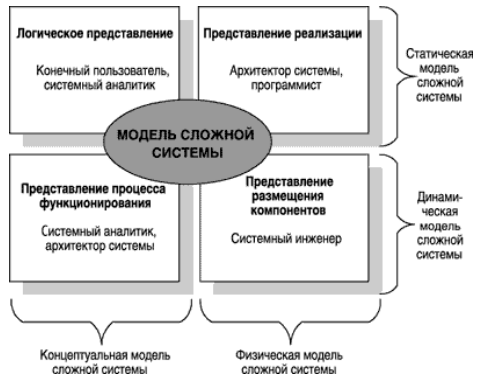 Логическое представление
Конечный пользователь,
системный аналитик
Представление реализации
Архитектор системы,
программист
Статическая
модель
сложной
системы
МОДЕЛЬ СЛОЖНОЙ
СИСТЕМЫ
Представление процесса
функционирования
Системный аналитик,
архитектор системы
Представление
размещения
компонентов
Системный инженер
Динами-
ческая
модель
сложной
системы
Концептуальная модель
сложной системы
Физическая модель
сложной системы